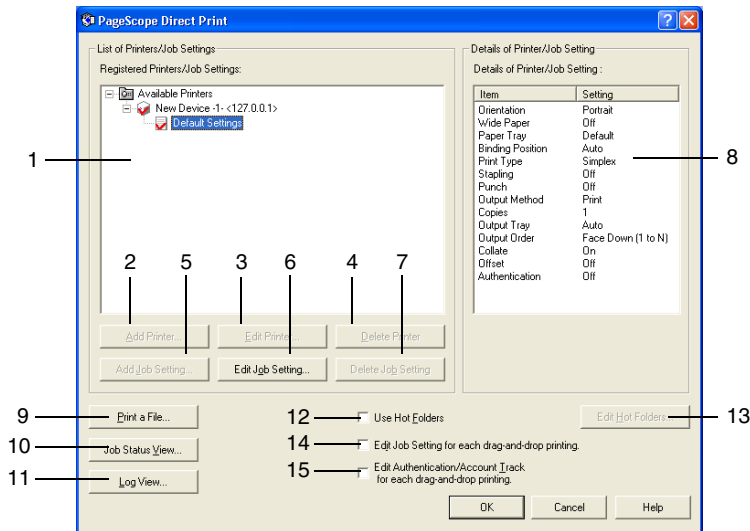 PageScope Direct Print
List of Printers/Job Settings
Registered Printers/Job Settings:
Available Printers
New Device -1- <127.0.0.1>
Default Settings
1
Details of Printer/Job Setting
Details of Printer/Job Setting :
Item Setting
Orientation Portrait
Wide Paper Off
Paper Tray Default
Binding Position Auto
Print Type Simplex
Stapling Off
Punch Off
Output Method Print
Copies 1
Output Tray Auto
Output Order Face Down (1 to N)
Collate On
Offset Off
Authentication Off
8
2 5 3 6 4 7
Add Printer... Edit Printer... Delete Printer
Add Job Setting... Edit Job Setting... Delete Job Setting
9 Print a File... 12 Use Hot Folders Edit Hot Folders... 13
10 Job Status View... 14 Edit Job Setting for each drag-and-drop printing.
11 Log View... 15 Edit Authentication/Account Track
for each drag-and-drop printing.
OK Cancel Help